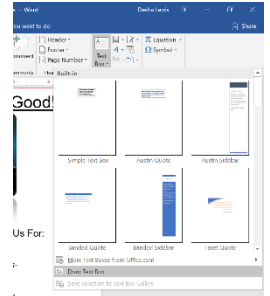 - Word
Dasha Lewis
you want to do
Share
Header
Footer
Page Number
Text
Box
Equation
Symbol
Built-in
Good!
Simple Text Box
Austin Quote
Austin Sidebar
Us For:
Banded Quote
Banded Sidebar
Facet Quote
More Text Boxes from Office.com
Draw Text Box
Save Selection to Text Box Gallery